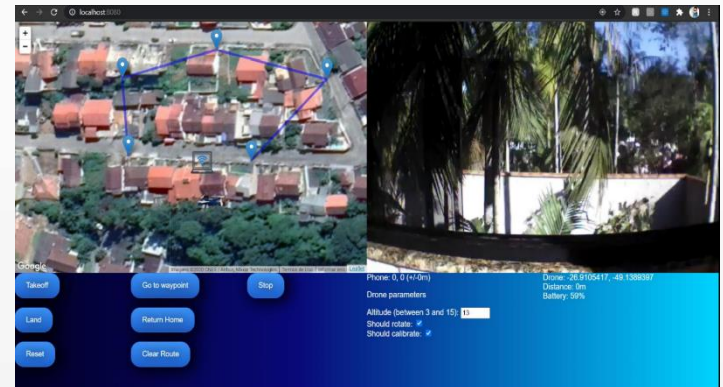 localhost:8080
+
-
Google
Takeoff
Go to waypoint
Stop
Land
Return Home
Reset
Clear Route
Phone: 0, 0 (+/-0m)
Drone parameters
Altitude (between 3 and 15): 13
Should rotate:
Should calibrate:
Drone: -26.9105417, -49.1389397
Distance: 0m
Battery: 59%